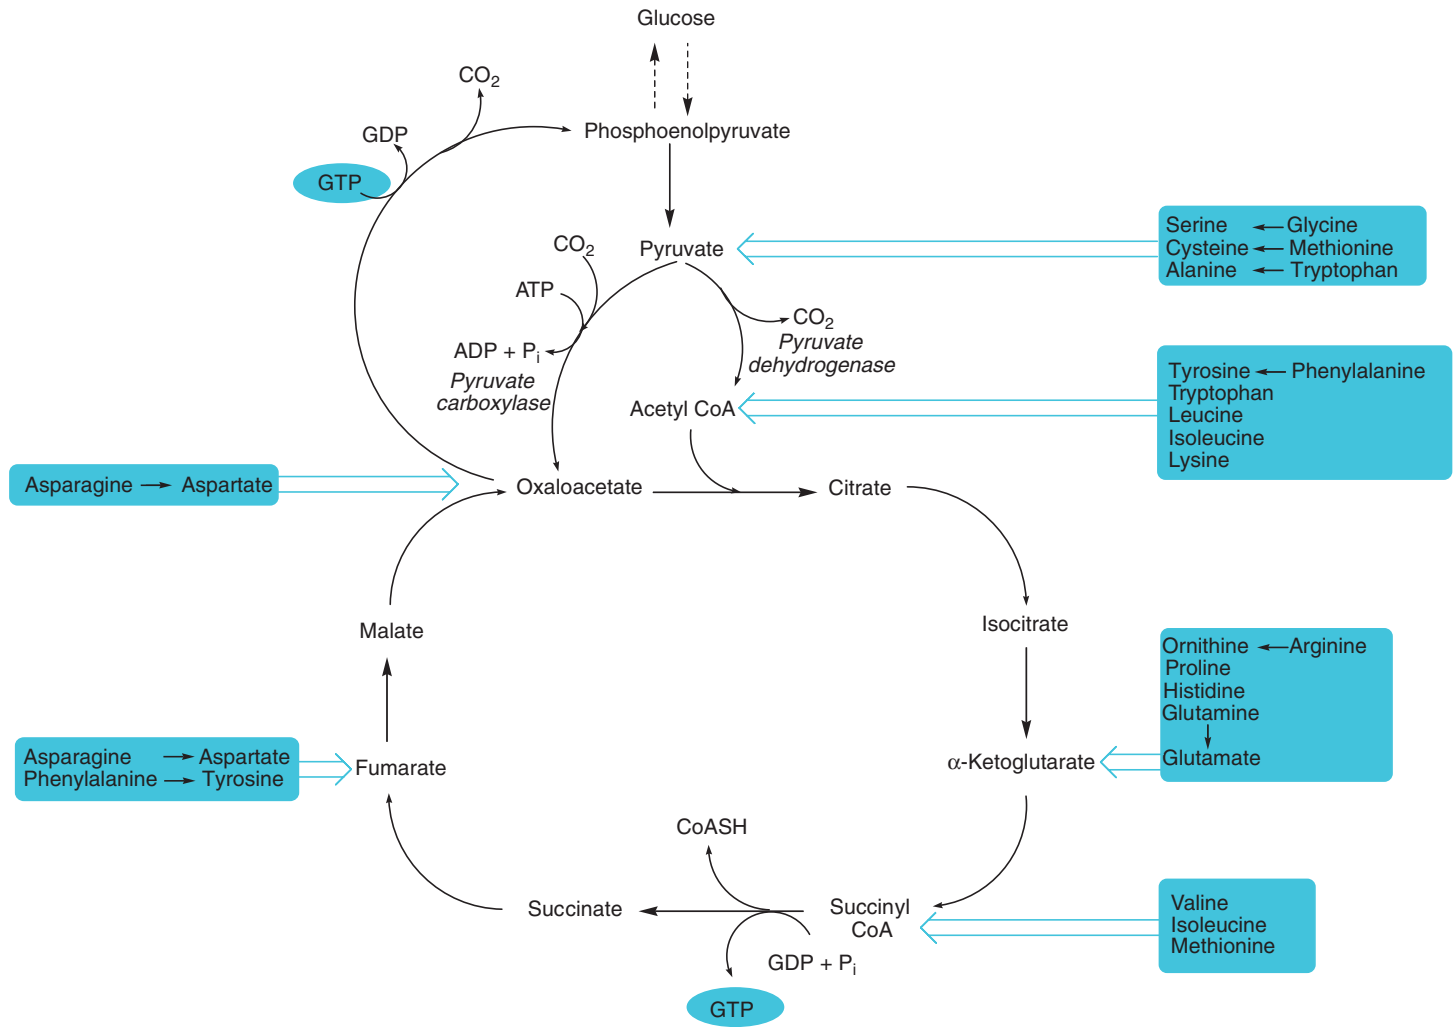 Glucose
CO2
Phosphoenolpyruvate
GDP
GTP
Pyruvate
CO2
ATP
ADP + Pi
Pyruvate
carboxylase
CO2
Pyruvate
dehydrogenase
Serine Glycine
Cysteine Methionine
Alanine Tryptophan
Acetyl CoA
Tyrosine Phenylalanine
Tryptophan
Leucine
Isoleucine
Lysine
Asparagine Aspartate
Oxaloacetate
Citrate
Malate
Isocitrate
Ornithine Arginine
Proline
Histidine
Glutamine
Glutamate
Asparagine Aspartate
Phenylalanine Tyrosine
Fumarate
α-Ketoglutarate
CoASH
Succinate
Succinyl
CoA
GDP + Pi
GTP
Valine
Isoleucine
Methionine